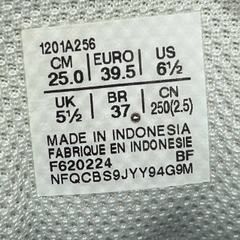 1201A256
CM EURO US
25.0 39.5 6½
UK BR CN
5½ 37 250(2.5)
MADE IN INDONESIA
FABRIQUE EN INDONESIE
F620224 BF
NFQCBS9JYY94G9M